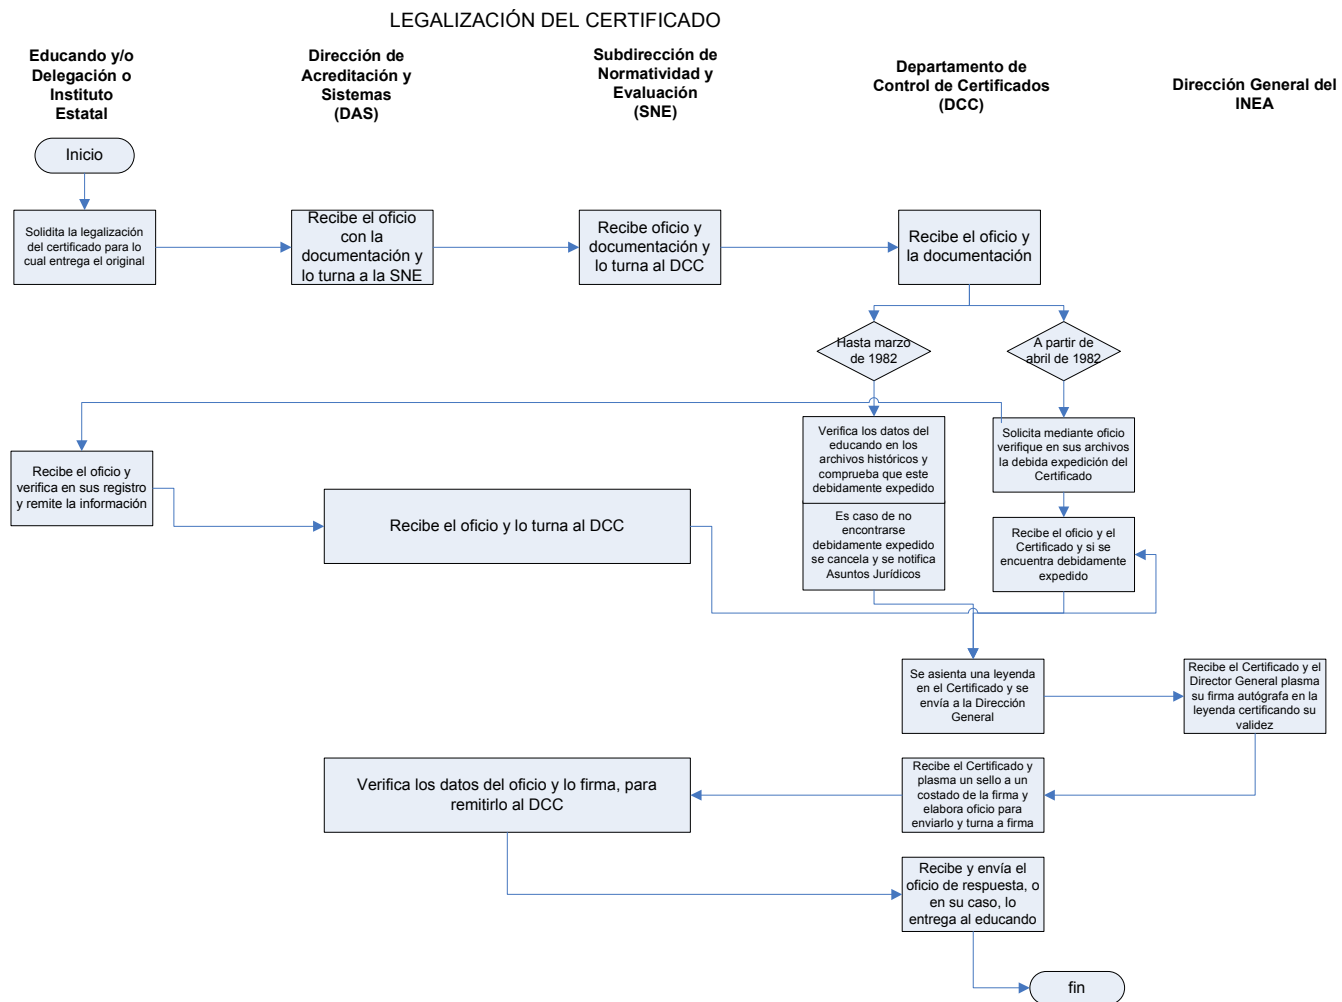 LEGALIZACIÓN DEL CERTIFICADO
Educando y/o
Delegación o
Instituto
Estatal
Dirección de
Acreditación y
Sistemas
(DAS)
Subdirección de
Normatividad y
Evaluación
(SNE)
Departamento de
Control de Certificados
(DCC)
Dirección General del
INEA
Inicio
Solidita la legalización
del certificado para lo
cual entrega el original
Recibe el oficio
con la
documentación y
lo turna a la SNE
Recibe oficio y
documentación y
lo turna al DCC
Recibe el oficio y
la documentación
Hasta marzo
de 1982
A partir de
abril de 1982
Verifica los datos del
educando en los
archivos históricos y
comprueba que este
debidamente expedido
Solicita mediante oficio
verifique en sus archivos
la debida expedición del
Certificado
Recibe el oficio y
verifica en sus registro
y remite la información
Recibe el oficio y lo turna al DCC
Es caso de no
encontrarse
debidamente expedido
se cancela y se notifica
Asuntos Jurídicos
Recibe el oficio y el
Certificado y si se
encuentra debidamente
expedido
Se asienta una leyenda
en el Certificado y se
envía a la Dirección
General
Recibe el Certificado y el
Director General plasma
su firma autógrafa en la
leyenda certificando su
validez
Verifica los datos del oficio y lo firma, para
remitirlo al DCC
Recibe el Certificado y
plasma un sello a un
costado de la firma y
elabora oficio para
enviarlo y turna a firma
Recibe y envía el
oficio de respuesta, o
en su caso, lo
entrega al educando
fin